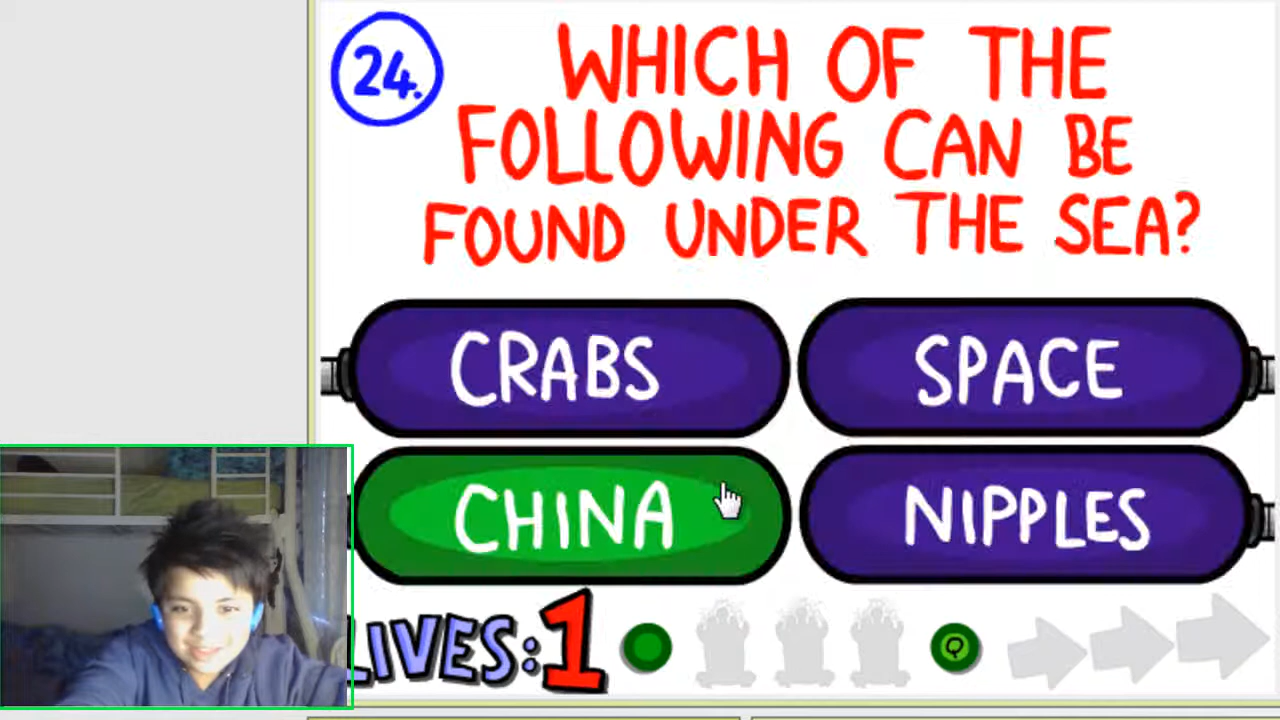 24.
WHICH OF THE
FOLLOWING CAN BE
FOUND UNDER THE SEA?
CRABS
SPACE
CHINA
NIPPLES
LIVES:1
Q